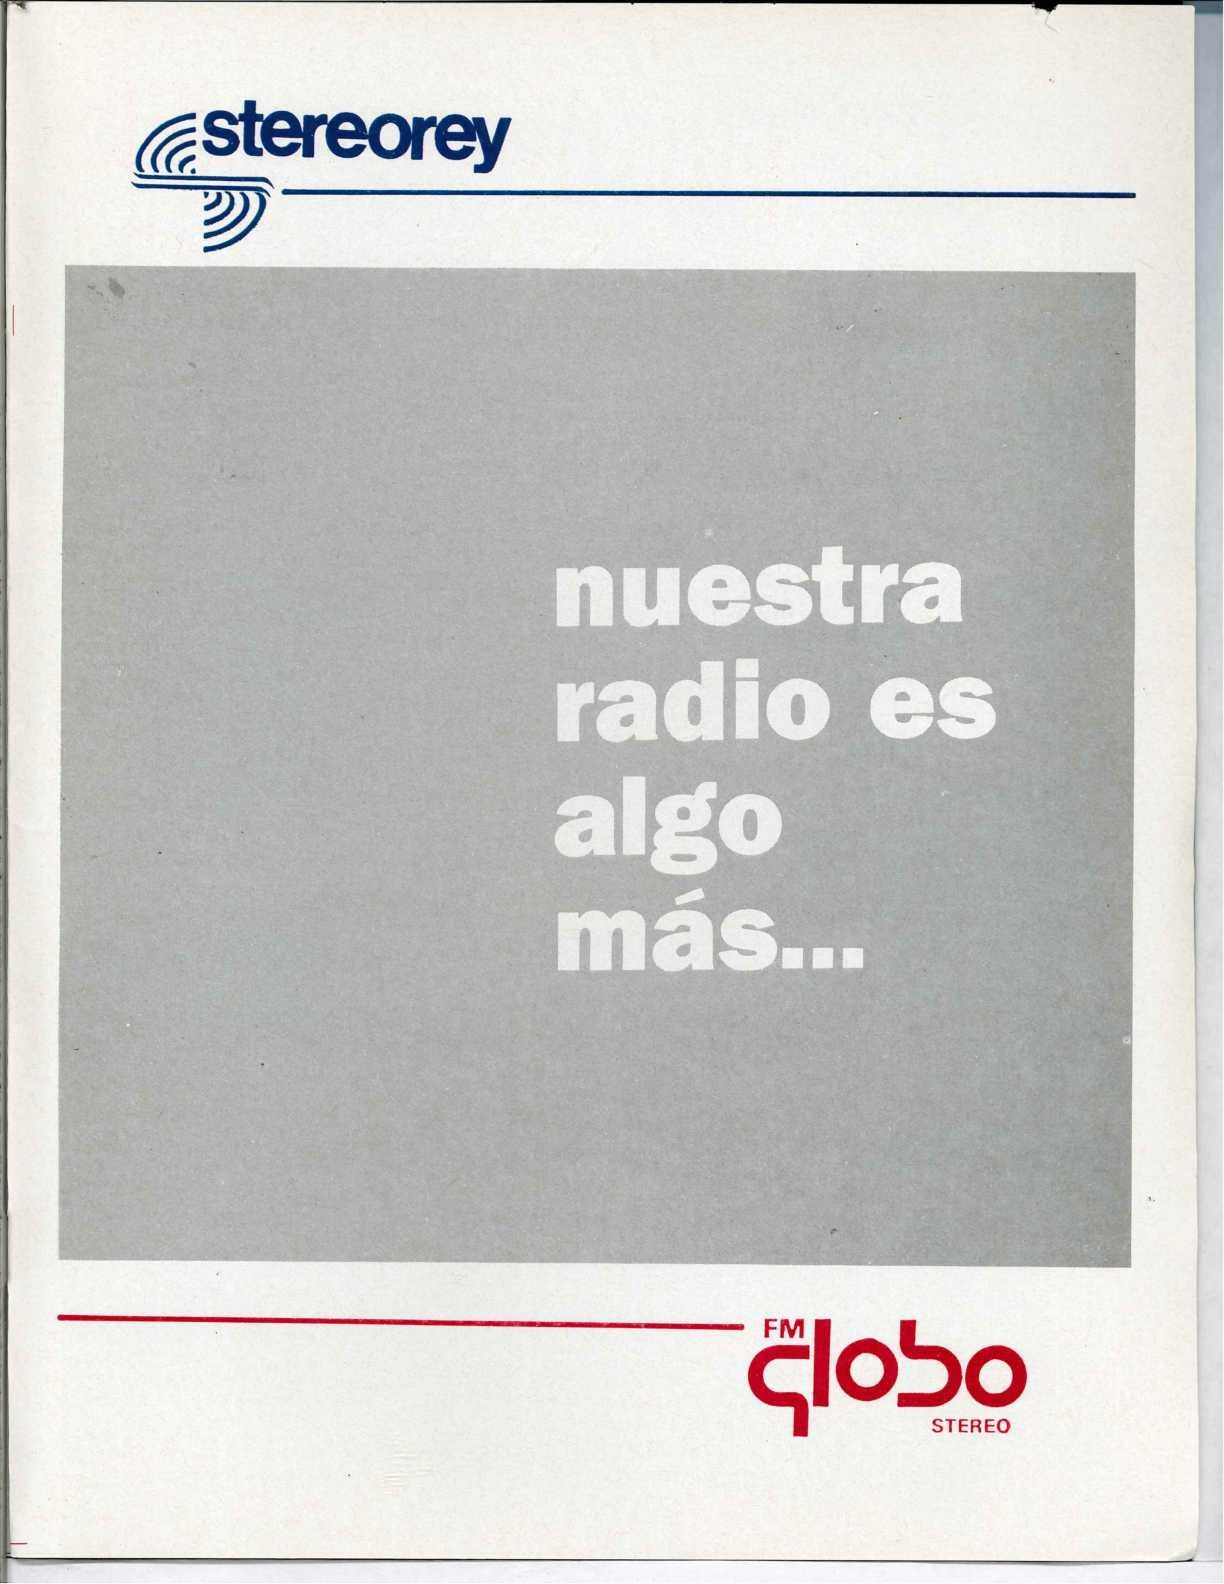 stereorey
nuestra
radio es
algo
más...
FM
globo
STEREO